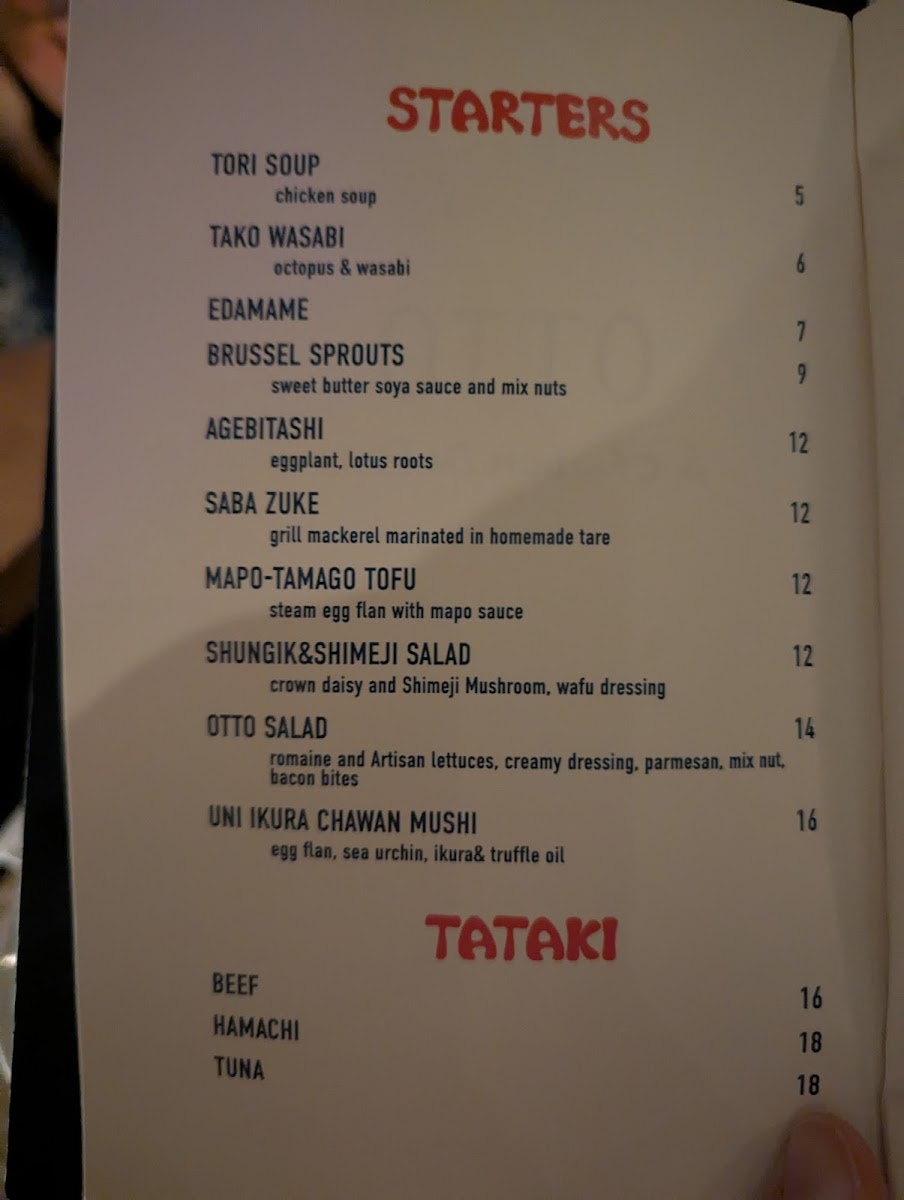 STARTERS
TORI SOUP
chicken soup 5
TAKO WASABI
octopus & wasabi 6
EDAMAME 7
BRUSSEL SPROUTS 9
sweet butter soya sauce and mix nuts
AGEBITASHI 12
eggplant, lotus roots
SABA ZUKE 12
grill mackerel marinated in homemade tare
MAPO-TAMAGO TOFU 12
steam egg flan with mapo sauce
SHUNGIK&SHIMEJI SALAD 12
crown daisy and Shimeji Mushroom, wafu dressing
OTTO SALAD 14
romaine and Artisan lettuces, creamy dressing, parmesan, mix nut,
bacon bites
UNI IKURA CHAWAN MUSHI 16
egg flan, sea urchin, ikura& truffle oil
TATAKI
BEEF 16
HAMACHI 18
TUNA 18